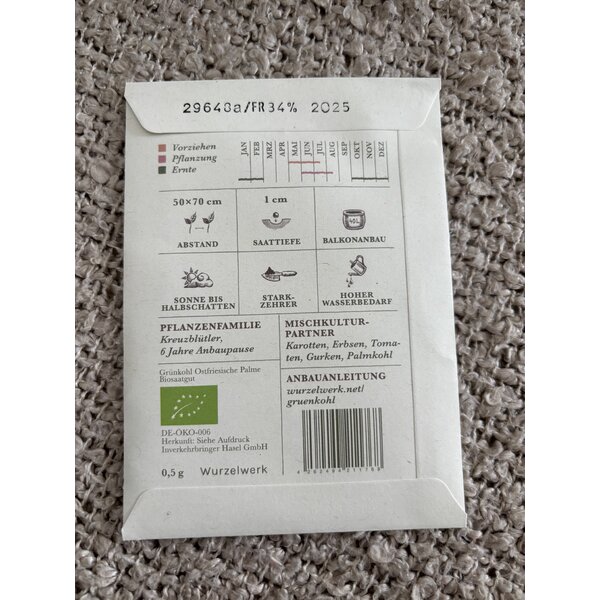 29648a/FR34% 2025
Vorziehen
Pflanzung
Ernte
JAN
FEB
MRZ
APR
MAI
JUN
JUL
AUG
SEP
OKT
NOV
DEZ
50×70 cm
ABSTAND
1 cm
SAATTIEFE
40L
BALKONANBAU
SONNE BIS
HALBSCHATTEN
STARK-
ZEHRER
HOHER
WASSERBEDARF
PFLANZENFAMILIE
Kreuzblütler,
6 Jahre Anbaupause
MISCHKULTUR-
PARTNER
Karotten, Erbsen, Toma-
ten, Gurken, Palmkohl
Grünkohl Ostfriesische Palme
Biosaatgut
DE-ÖKO-006
Herkunft: Siehe Aufdruck
Inverkehrbringer Hasel GmbH
0,5 g Wurzelwerk
ANBAUANLEITUNG
wurzelwerk.net/
gruenkohl